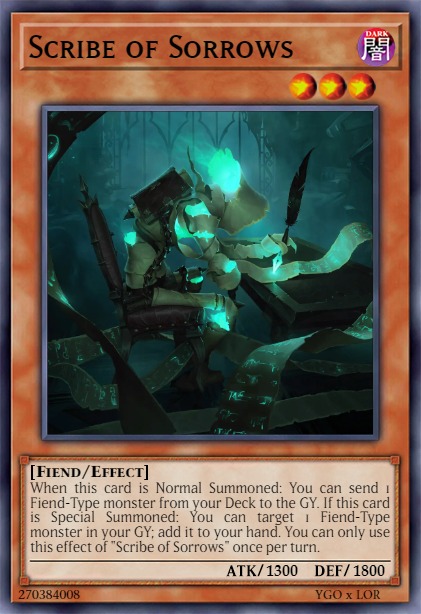 SCRIBE OF SORROWS
DARK
闇
[FIEND/EFFECT]
When this card is Normal Summoned: You can send 1
Fiend-Type monster from your Deck to the GY. If this card
is Special Summoned: You can target 1 Fiend-Type
monster in your GY; add it to your hand. You can only use
this effect of "Scribe of Sorrows" once per turn.
ATK/1300 DEF/1800
270384008 YGO x LOR